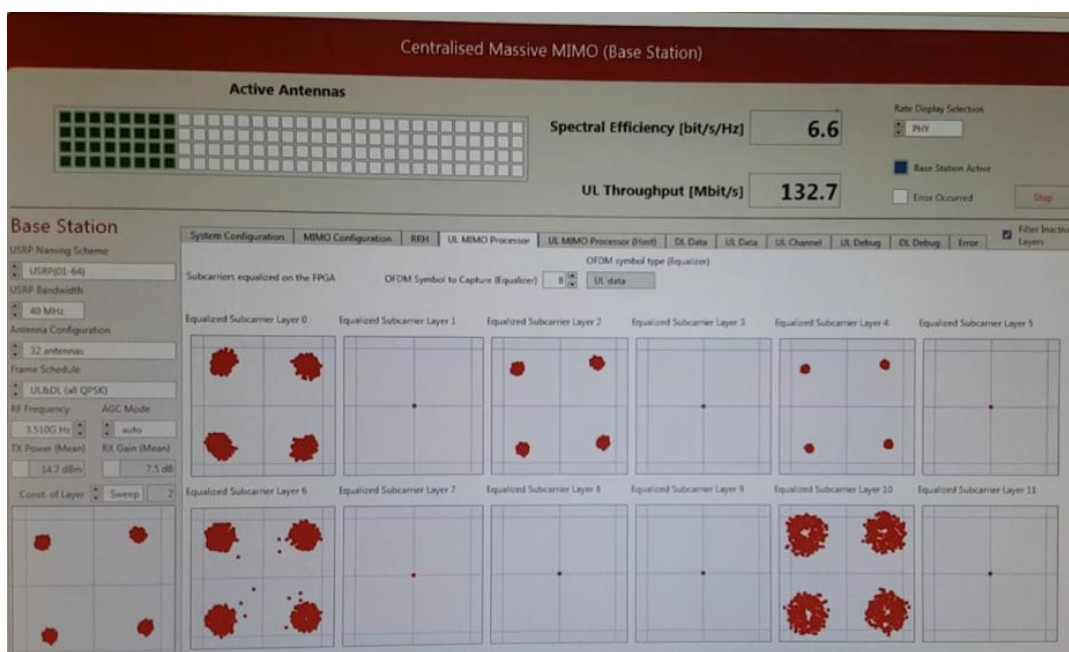 Centralised Massive MIMO (Base Station)
Active Antennas
Spectral Efficiency [bit/s/Hz] 6.6
Rate Display Selection
PHY
Base Station Active
UL Throughput [Mbit/s] 132.7
Error Occurred
Stop
Base Station
System Configuration MIMO Configuration RRH UL MIMO Processor UL MIMO Processor (Host) DL Data UL Data UL Channel UL Debug DL Debug Error
Filter Inactive
Layers
USRP Naming Scheme
USRP(01-64)
USRP Bandwidth
40 MHz
Antenna Configuration
32 antennas
Frame Schedule
UL&DL (all QPSK)
RF Frequency AGC Mode
3.510G Hz auto
TX Power (Mean) RX Gain (Mean)
14.7 dBm 7.5 dB
Const. of Layer Sweep 2
OFDM symbol type (Equalizer)
Subcarriers equalized on the FPGA OFDM Symbol to Capture (Equalizer) 8 UL data
Equalized Subcarrier Layer 0 Equalized Subcarrier Layer 1 Equalized Subcarrier Layer 2 Equalized Subcarrier Layer 3 Equalized Subcarrier Layer 4 Equalized Subcarrier Layer 5
Equalized Subcarrier Layer 6 Equalized Subcarrier Layer 7 Equalized Subcarrier Layer 8 Equalized Subcarrier Layer 9 Equalized Subcarrier Layer 10 Equalized Subcarrier Layer 11